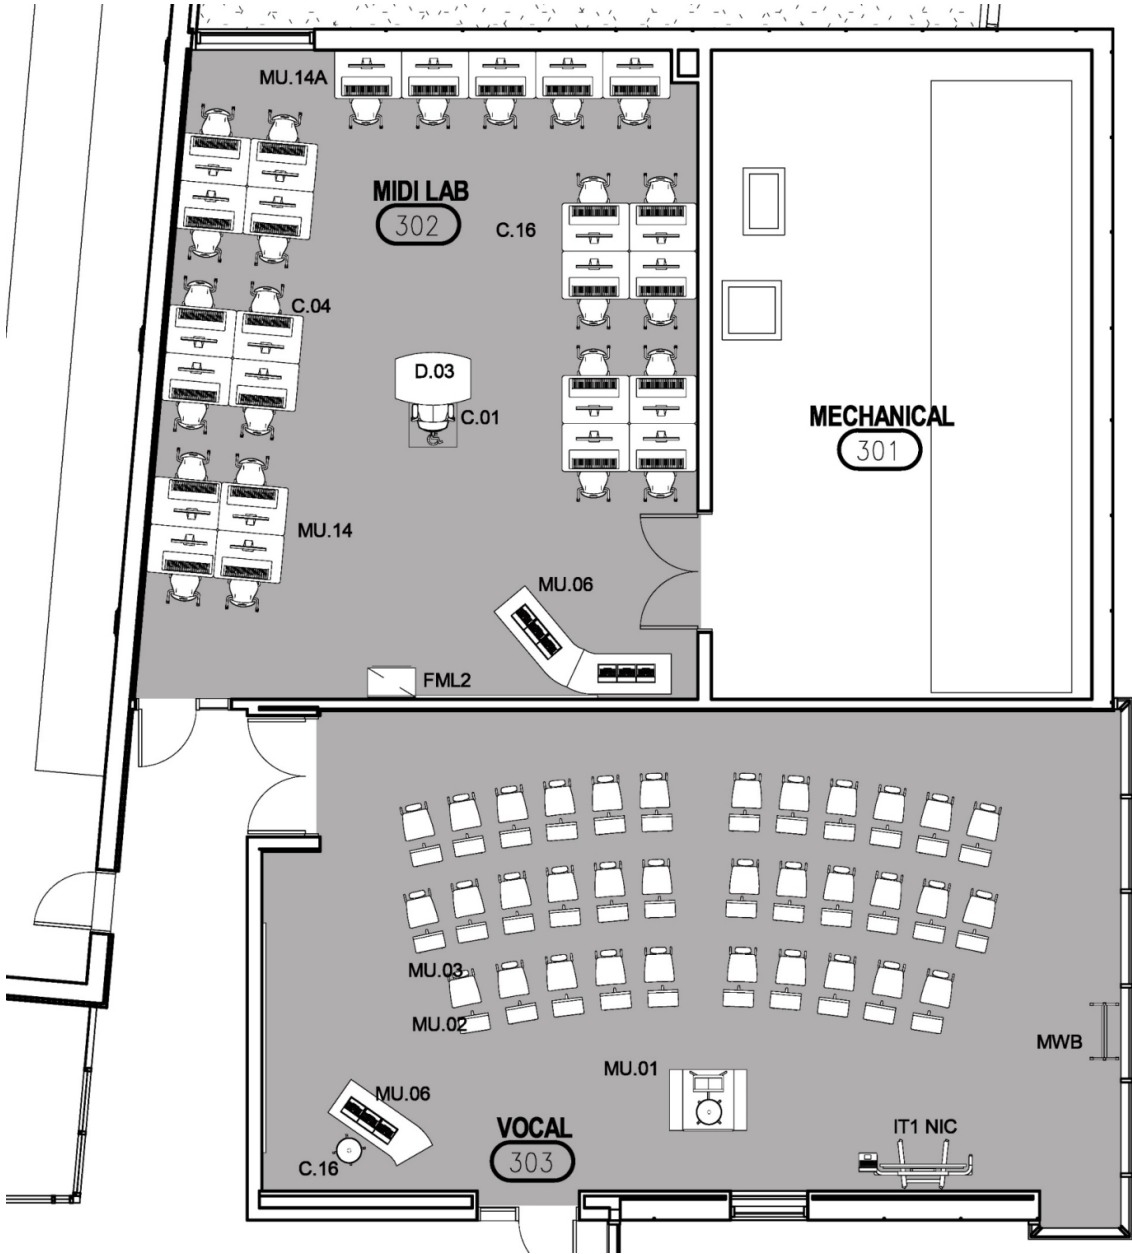 MU.14A
MIDI LAB
302
C.16
C.04
D.03
C.01
MECHANICAL
301
MU.14
MU.06
FML2
MU.03
MU.02
MWB
MU.01
MU.06
VOCAL
303
IT1 NIC
C.16